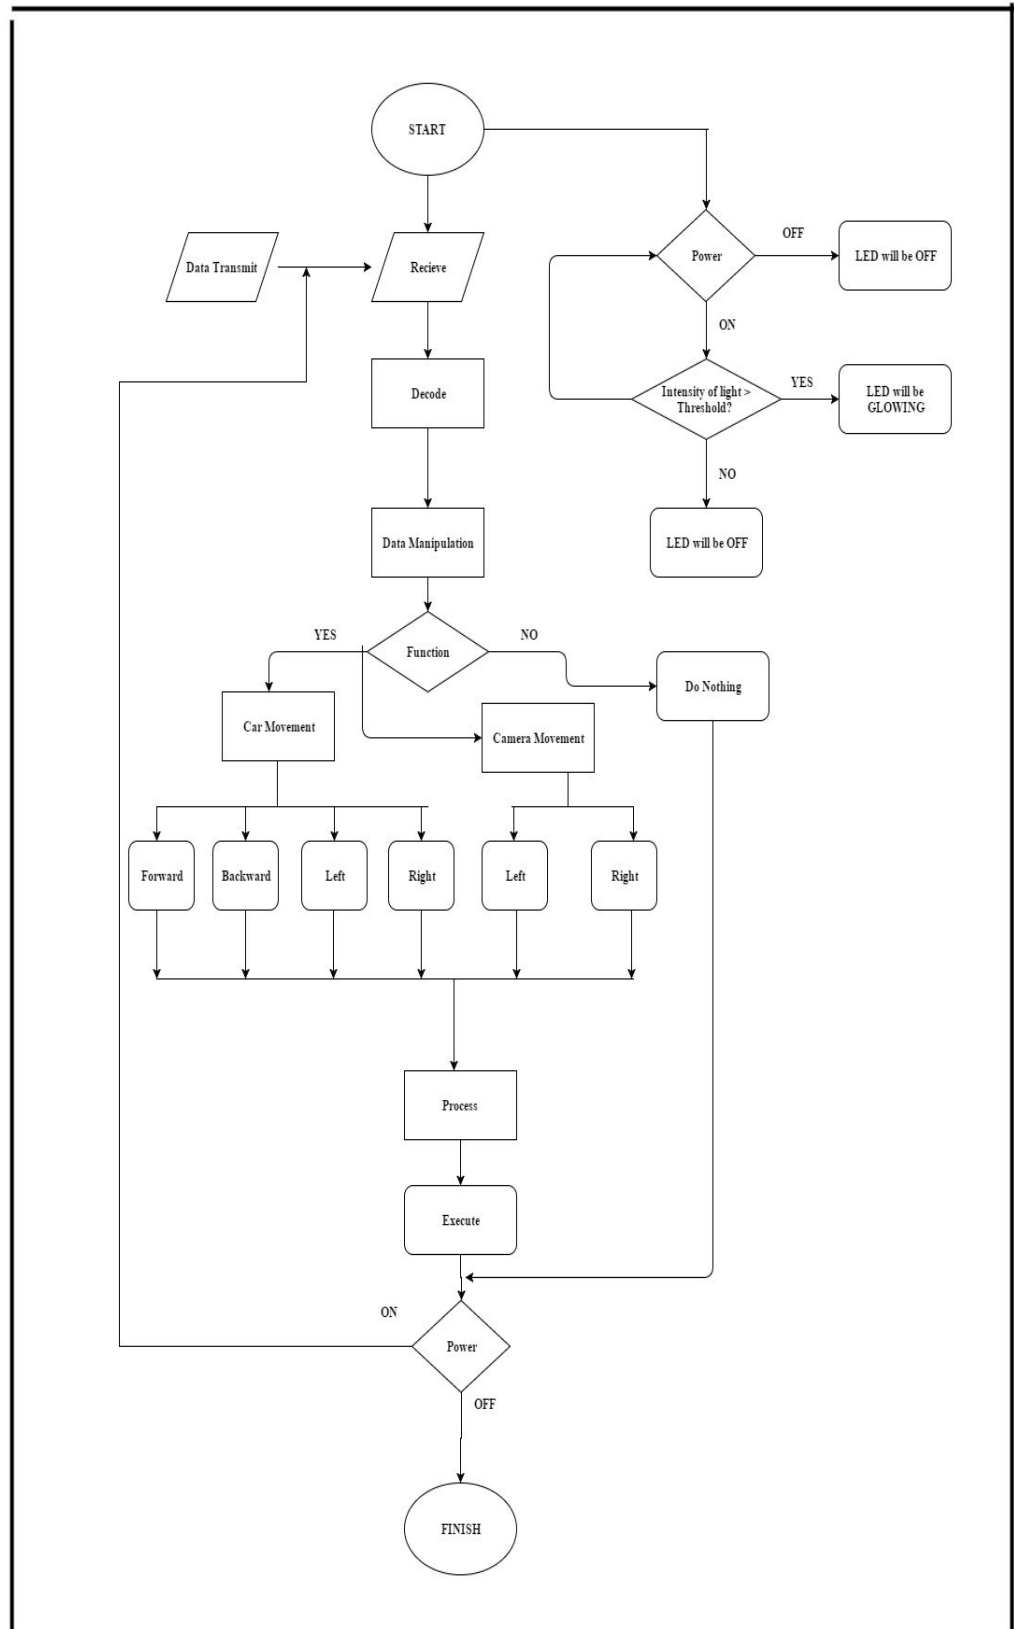 START
Data Transmit
Recieve
Decode
Data Manipulation
Function
YES
NO
Car Movement
Camera Movement
Do Nothing
Forward
Backward
Left
Right
Left
Right
Process
Execute
Power
ON
OFF
FINISH
Power
OFF
LED will be OFF
ON
Intensity of light >
Threshold?
YES
LED will be
GLOWING
NO
LED will be OFF